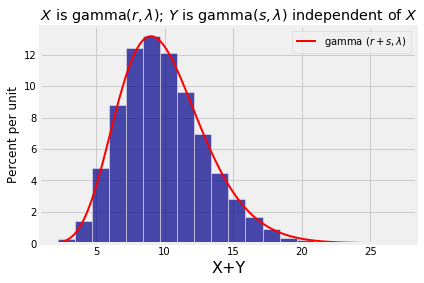 X is gamma(r, λ); Y is gamma(s, λ) independent of X
gamma (r + s, λ)
Percent per unit
12
10
8
6
4
2
0
5 10 15 20 25
X+Y